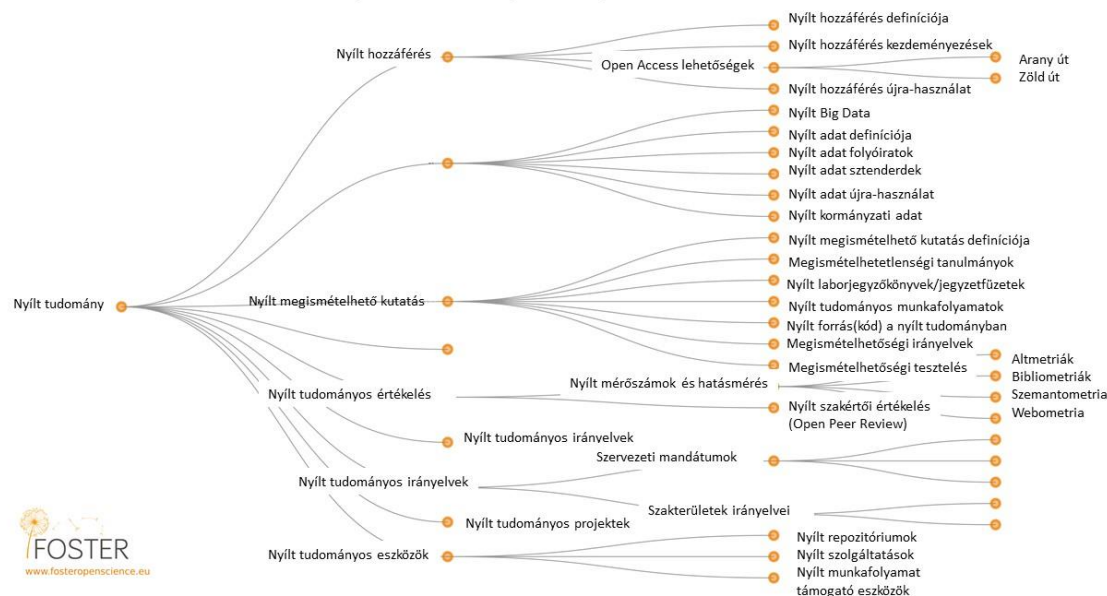 Nyílt hozzáférés definíciója
Nyílt hozzáférés
Nyílt hozzáférés kezdeményezések
Open Access lehetőségek
Arany út
Zöld út
Nyílt hozzáférés újra-használat
Nyílt Big Data
Nyílt adat definíciója
Nyílt adat folyóiratok
Nyílt adat sztenderdek
Nyílt adat újra-használat
Nyílt kormányzati adat
Nyílt tudomány
Nyílt megismételhető kutatás
Nyílt megismételhető kutatás definíciója
Megismételhetetlenségi tanulmányok
Nyílt laborjegyzőkönyvek/jegyzetfüzetek
Nyílt tudományos munkafolyamatok
Nyílt forrás(kód) a nyílt tudományban
Megismételhetőségi irányelvek
Megismételhetőségi tesztelés
Nyílt tudományos értékelés
Nyílt mérőszámok és hatásmérés
Altmetriák
Bibliometriák
Szemantometria
Webometria
Nyílt szakértői értékelés
(Open Peer Review)
Nyílt tudományos irányelvek
Nyílt tudományos irányelvek
Szervezeti mandátumok
Szakterületek irányelvei
Nyílt tudományos projektek
Nyílt tudományos eszközök
Nyílt repozitóriumok
Nyílt szolgáltatások
Nyílt munkafolyamat
támogató eszközök
FOSTER
www.fosteropenscience.eu